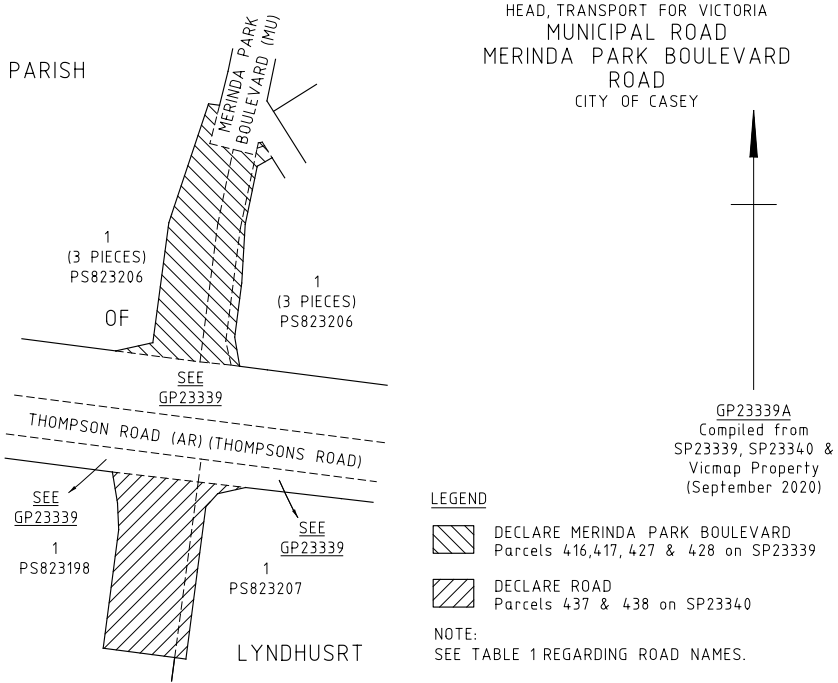 HEAD, TRANSPORT FOR VICTORIA
MUNICIPAL ROAD
MERINDA PARK BOULEVARD
ROAD
CITY OF CASEY
PARISH
MERINDA PARK
BOULEVARD (MU)
1
(3 PIECES)
PS823206
1
(3 PIECES)
PS823206
OF
SEE
GP23339
THOMPSON ROAD (AR) (THOMPSONS ROAD)
SEE
GP23339
SEE
GP23339
1
PS823198
1
PS823207
LYNDHUSRT
GP23339A
Compiled from
SP23339, SP23340 &
Vicmap Property
(September 2020)
LEGEND
DECLARE MERINDA PARK BOULEVARD
Parcels 416,417, 427 & 428 on SP23339
DECLARE ROAD
Parcels 437 & 438 on SP23340
NOTE:
SEE TABLE 1 REGARDING ROAD NAMES.